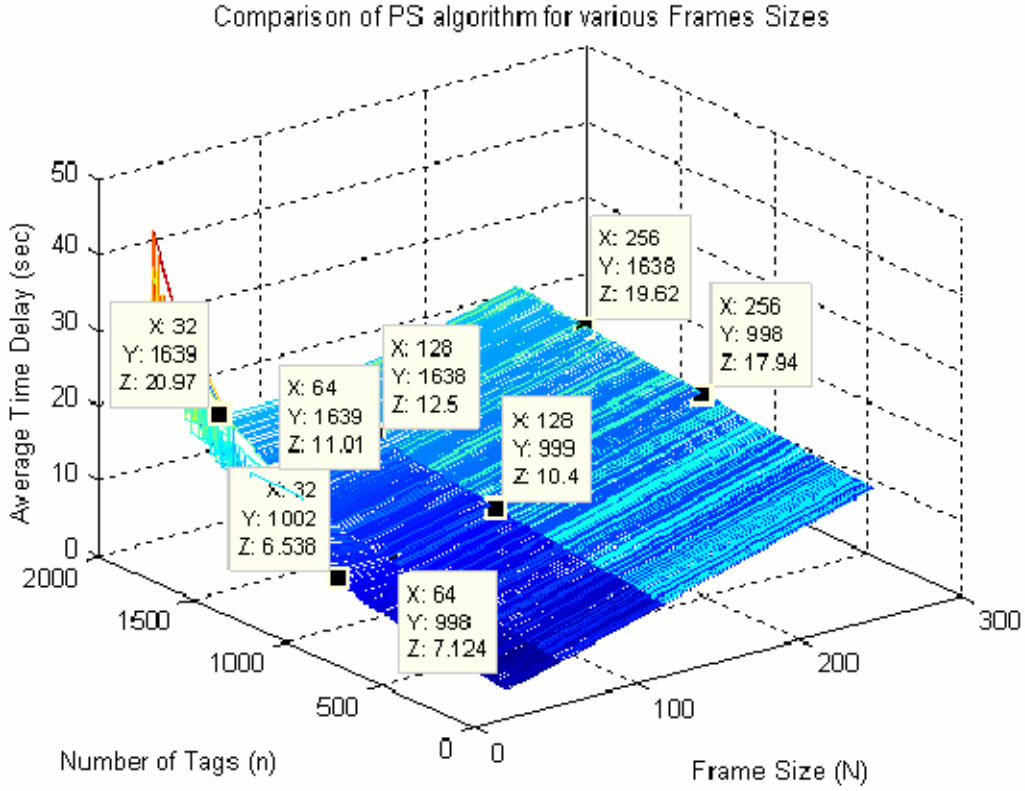 Comparison of PS algorithm for various Frames Sizes
50
40
30
20
10
0
Average Time Delay (sec)
2000
1500
1000
500
0
Number of Tags (n)
0
100
200
300
Frame Size (N)
X: 256
Y: 1638
Z: 19.62
X: 256
Y: 998
Z: 17.94
X: 32
Y: 1639
Z: 20.97
X: 128
Y: 1638
Z: 12.5
X: 64
Y: 1639
Z: 11.01
X: 128
Y: 999
Z: 10.4
X: 32
Y: 1002
Z: 6.538
X: 64
Y: 998
Z: 7.124